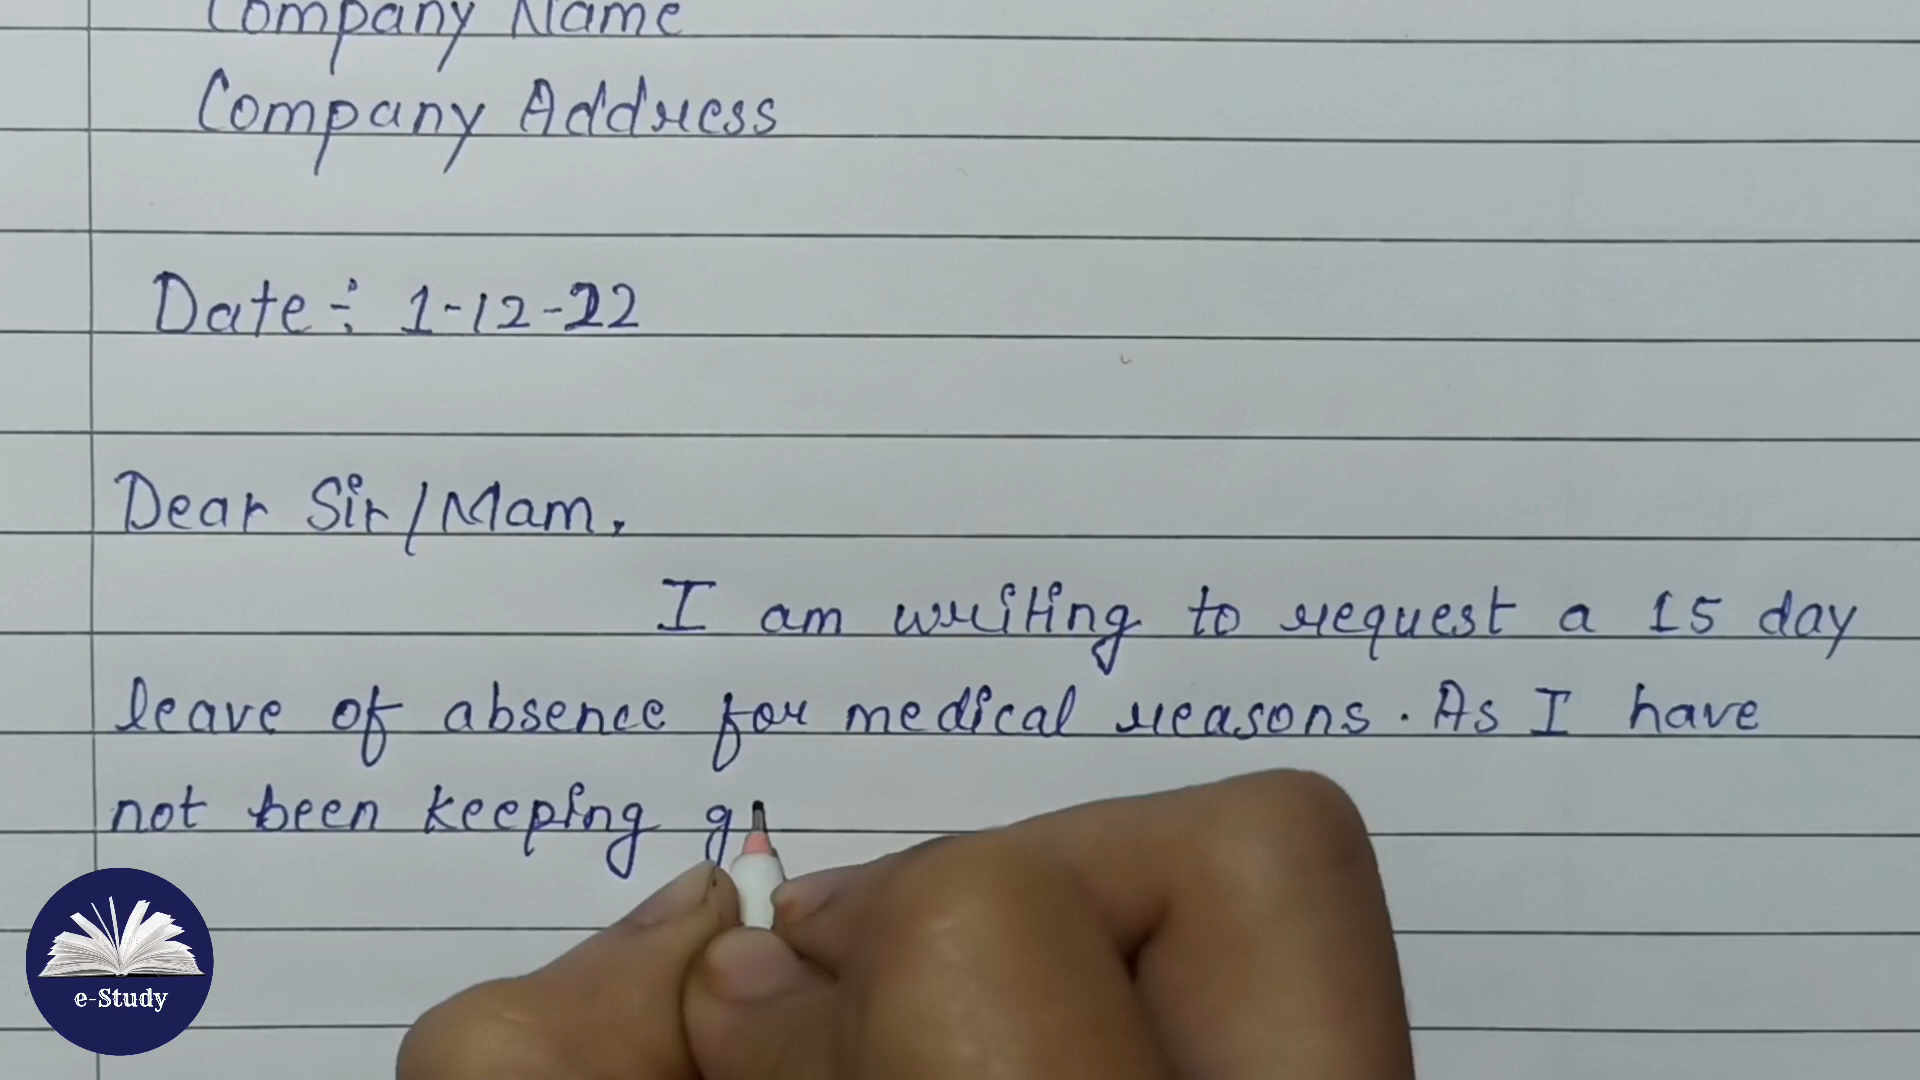 Company Name
Company Address
Date ÷ 1-12-22
Dear Sir/Mam,
I am writing to request a 15 day
leave of absence for medical reasons. As I have
not been keeping g
e-Study